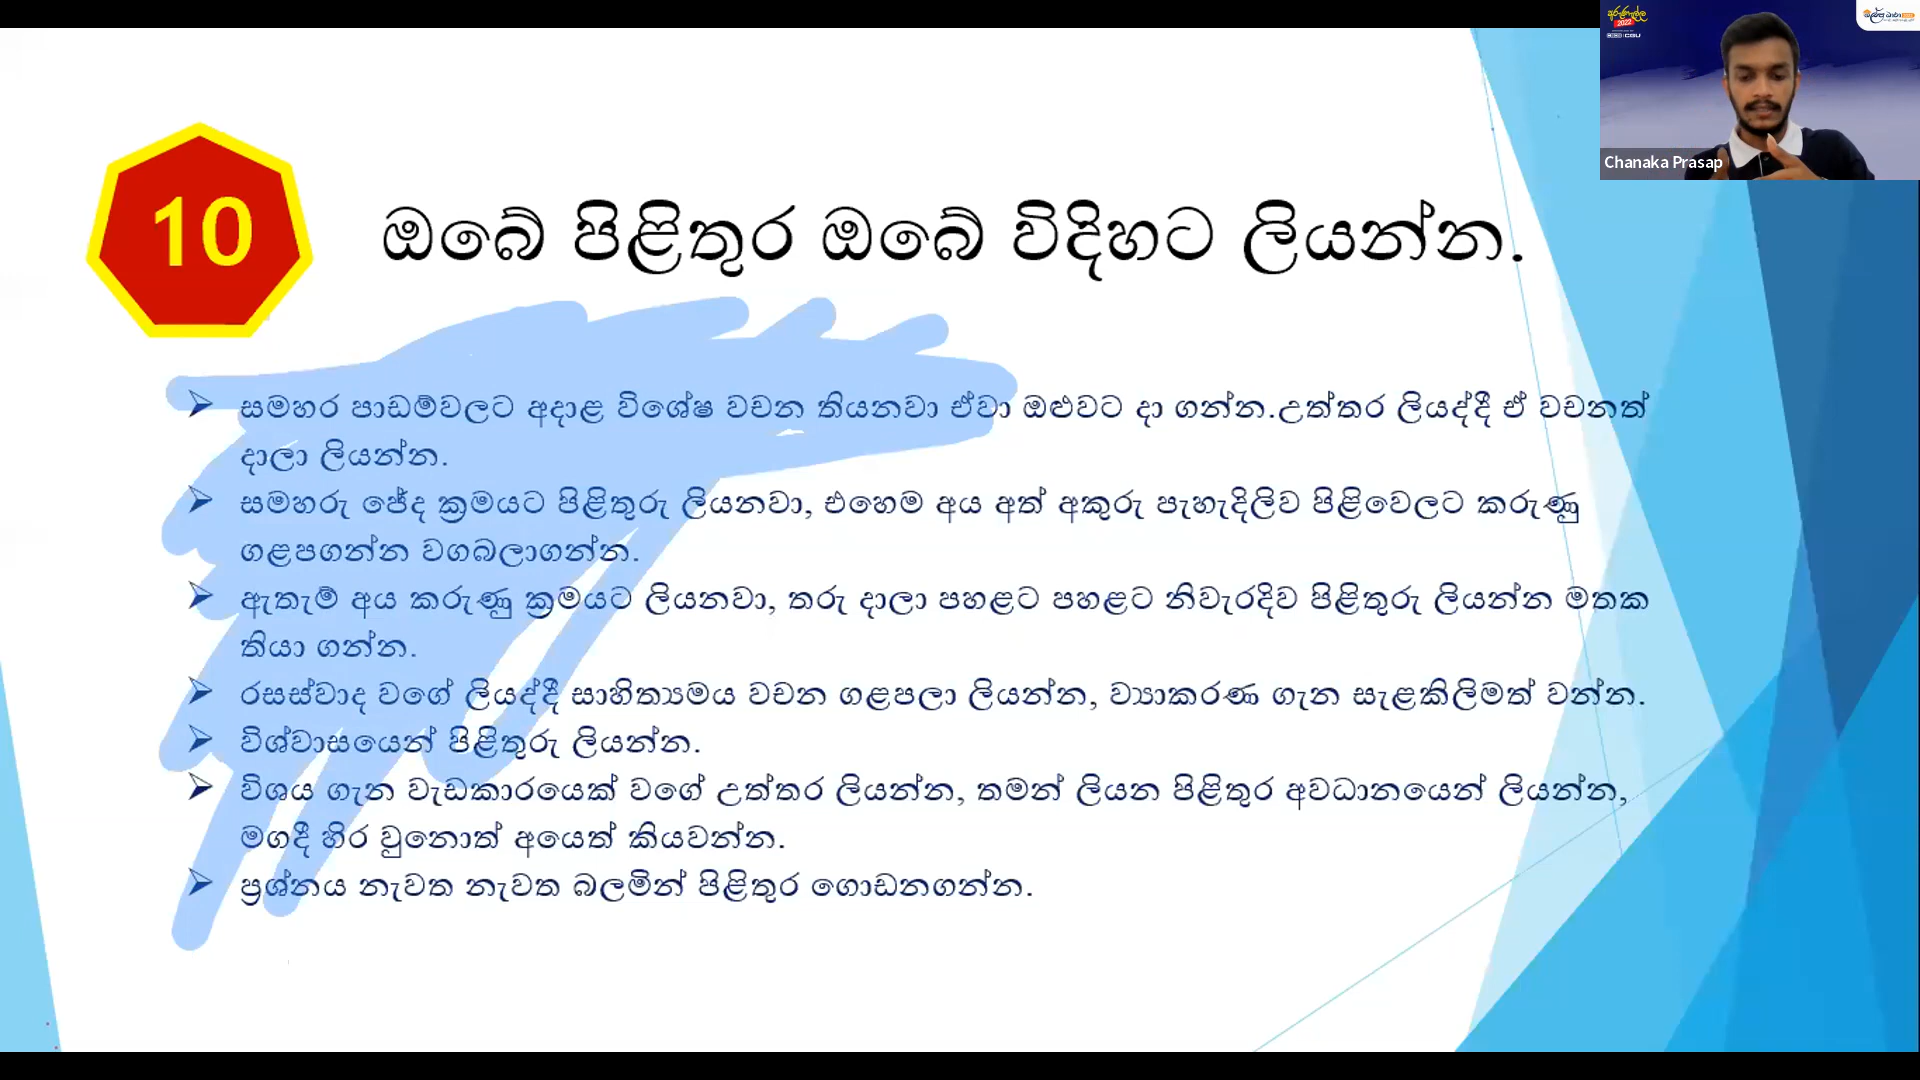 අරුණැල්ල
2022
CGU
Chanaka Prasap
10
ඔබේ පිළිතුර ඔබේ විදිහට ලියන්න.
සමහර පාඩම්වලට අදාළ විශේෂ වචන තියනවා ඒවා ඔළුවට දා ගන්න.උත්තර ලියද්දී ඒ වචනත්
දාලා ලියන්න.
සමහරු ඡේද ක්‍රමයට පිළිතුරු ලියනවා, එහෙම අය අත් අකුරු පැහැදිලිව පිළිවෙලට කරුණු
ගළපගන්න වගබලාගන්න.
ඇතැම් අය කරුණු ක්‍රමයට ලියනවා, තරු දාලා පහළට පහළට නිවැරදිව පිළිතුරු ලියන්න මතක
තියා ගන්න.
රසස්වාද වගේ ලියද්දී සාහිත්‍යමය වචන ගළපලා ලියන්න, ව්‍යාකරණ ගැන සැළකිලිමත් වන්න.
විශ්වාසයෙන් පිළිතුරු ලියන්න.
විශය ගැන වැඩකාරයෙක් වගේ උත්තර ලියන්න, තමන් ලියන පිළිතුර අවධානයෙන් ලියන්න,
මගදී හිර වුනොත් අයෙත් කියවන්න.
ප්‍රශ්නය නැවත නැවත බලමින් පිළිතුර ගොඩනගන්න.